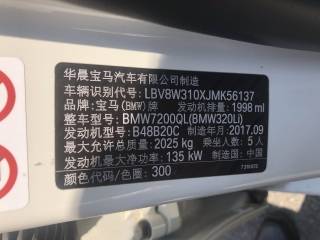 华晨宝马汽车有限公司制造
车辆识别代号: LBV8W310XJMK56137
品牌: 宝马(BMW)牌 发动机排量: 1998 ml
整车型号: BMW7200QL(BMW320Li)
发动机型号: B48B20C 制造年月: 2017.09
最大允许总质量: 2025 kg 乘坐人数: 5 人
发动机最大净功率: 135 kW 制造国: 中国
颜色代码/色圈: 300